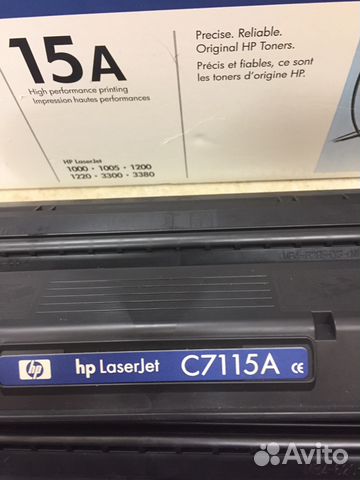 15A
High performance printing
Impression hautes performances
Precise. Reliable.
Original HP Toners.
Précis et fiables, ce sont
les toners d'origine HP.
HP LaserJet
1000 • 1005 • 1200
1220 • 3300 • 3380
hp
hp LaserJet C7115A CE
Avito